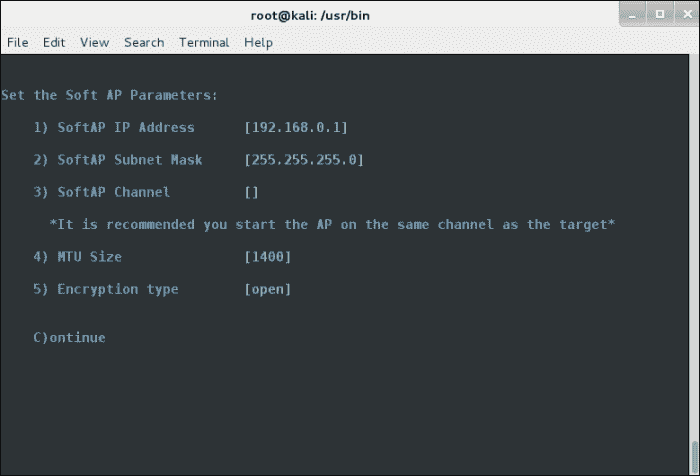 root@kali: /usr/bin
File Edit View Search Terminal Help
Set the Soft AP Parameters:
1) SoftAP IP Address [192.168.0.1]
2) SoftAP Subnet Mask [255.255.255.0]
3) SoftAP Channel []
*It is recommended you start the AP on the same channel as the target*
4) MTU Size [1400]
5) Encryption type [open]
C)ontinue